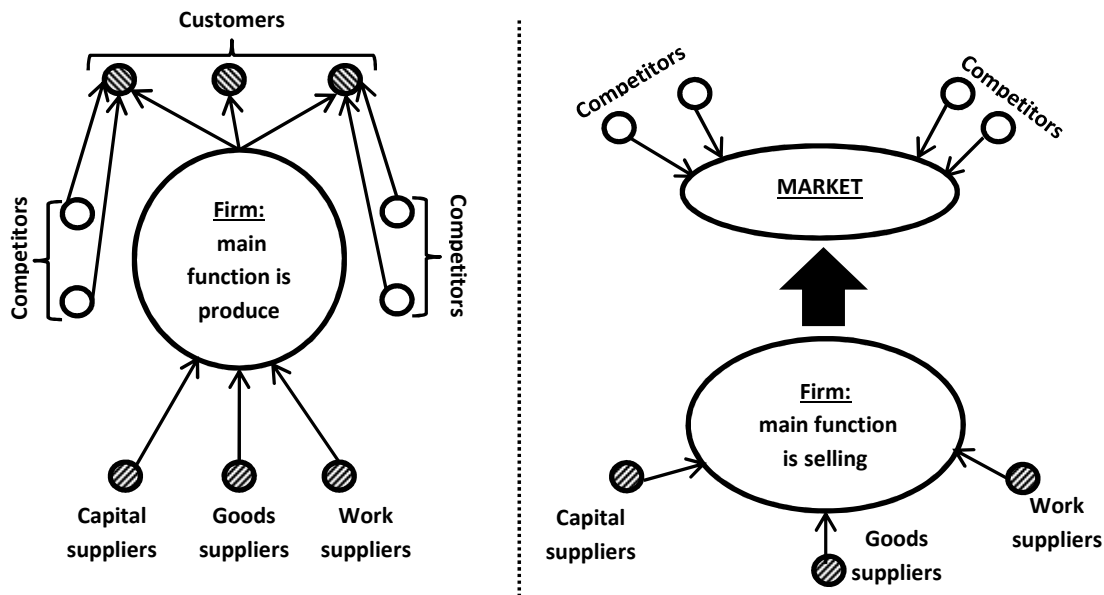 Customers
Competitors
Firm:
main
function is
produce
Competitors
Capital
suppliers
Goods
suppliers
Work
suppliers
Competitors
Competitors
MARKET
Firm:
main function
is selling
Capital
suppliers
Goods
suppliers
Work
suppliers